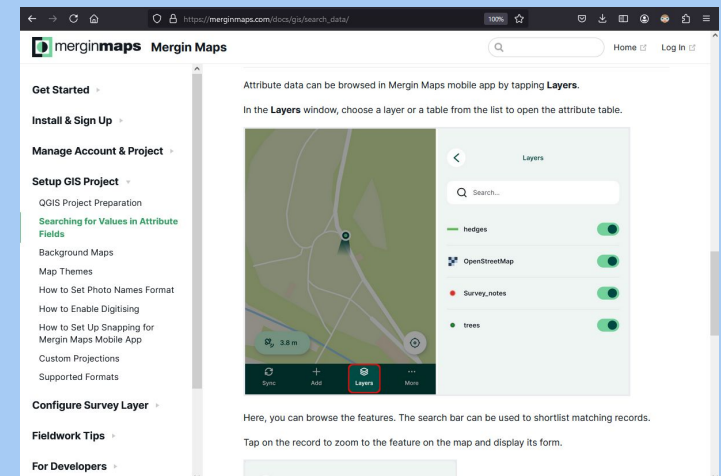 https://merginmaps.com/docs/gis/search_data/
100%
merginmaps Mergin Maps
Home
Log In
Get Started
Install & Sign Up
Manage Account & Project
Setup GIS Project
QGIS Project Preparation
Searching for Values in Attribute
Fields
Background Maps
Map Themes
How to Set Photo Names Format
How to Enable Digitising
How to Set Up Snapping for
Mergin Maps Mobile App
Custom Projections
Supported Formats
Configure Survey Layer
Fieldwork Tips
For Developers
Attribute data can be browsed in Mergin Maps mobile app by tapping Layers.
In the Layers window, choose a layer or a table from the list to open the attribute table.
3.8 m
Sync
Add
Layers
More
Layers
Search...
hedges
OpenStreetMap
Survey_notes
trees
Here, you can browse the features. The search bar can be used to shortlist matching records.
Tap on the record to zoom to the feature on the map and display its form.